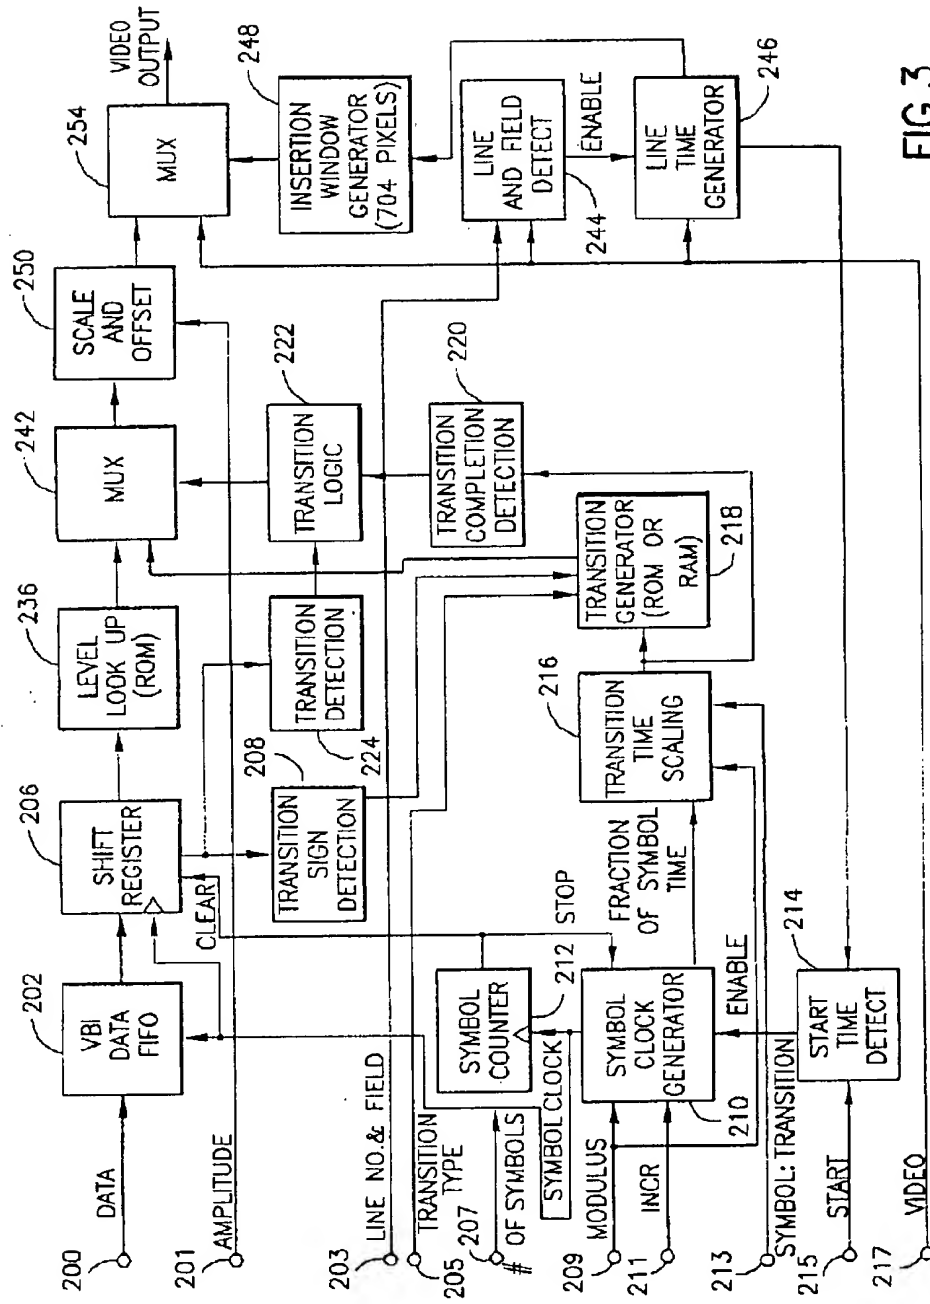 VIDEO
OUTPUT
254
MUX
248
INSERTION
WINDOW
GENERATOR
(704 PIXELS)
LINE
AND FIELD
DETECT
244
ENABLE
246
LINE
TIME
GENERATOR
FIG.3
250
SCALE
AND
OFFSET
242
MUX
222
TRANSITION
LOGIC
220
TRANSITION
COMPLETION
DETECTION
236
LEVEL
LOOK UP
(ROM)
TRANSITION
DETECTION
224
208
TRANSITION
SIGN
DETECTION
TRANSITION
GENERATOR
(ROM OR
RAM)
218
216
TRANSITION
TIME
SCALING
206
SHIFT
REGISTER
CLEAR
STOP
FRACTION
OF SYMBOL
TIME
202
VBI
DATA
FIFO
SYMBOL
COUNTER
212
SYMBOL CLOCK
SYMBOL
CLOCK
GENERATOR
210
ENABLE
214
START
TIME
DETECT
DATA
200
AMPLITUDE
201
LINE NO.& FIELD
203
TRANSITION
TYPE
205
# OF SYMBOLS
207
MODULUS
209
INCR
211
SYMBOL:TRANSITION
213
START
215
VIDEO
217